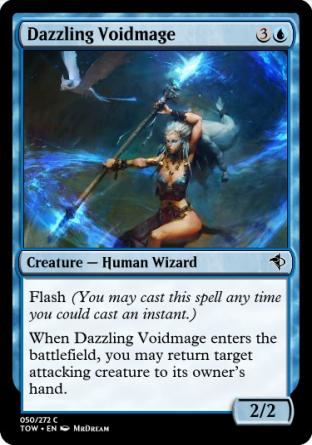 Dazzling Voidmage 3
Creature — Human Wizard
Flash (You may cast this spell any time
you could cast an instant.)
When Dazzling Voidmage enters the
battlefield, you may return target
attacking creature to its owner's
hand.
2/2
050/272 C
TOW • EN MrDream